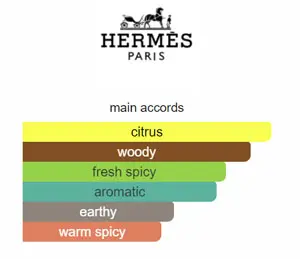 HERMÈS
PARIS
main accords
citrus
woody
fresh spicy
aromatic
earthy
warm spicy